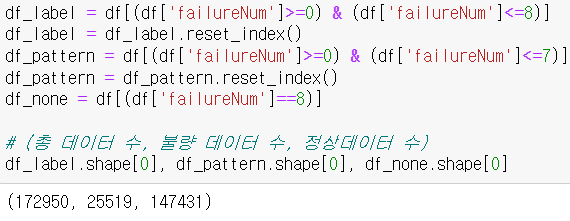 df_label = df[(df['failureNum']>=0) & (df['failureNum']<=8)]
df_label = df_label.reset_index()
df_pattern = df[(df['failureNum']>=0) & (df['failureNum']<=7)]
df_pattern = df_pattern.reset_index()
df_none = df[(df['failureNum']==8)]
# (총 데이터 수, 불량 데이터 수, 정상데이터 수)
df_label.shape[0], df_pattern.shape[0], df_none.shape[0]
(172950, 25519, 147431)